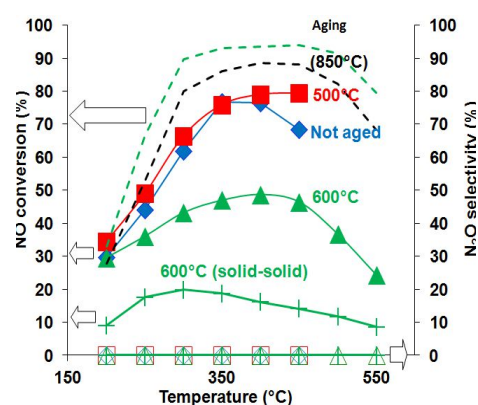 Aging
100
90
80
70
60
50
40
30
20
10
0
NO conversion (%)
(850°C)
500°C
Not aged
600°C
600°C (solid-solid)
100
90
80
70
60
50
40
30
20
10
0
N₂O selectivity (%)
150
350
550
Temperature (°C)